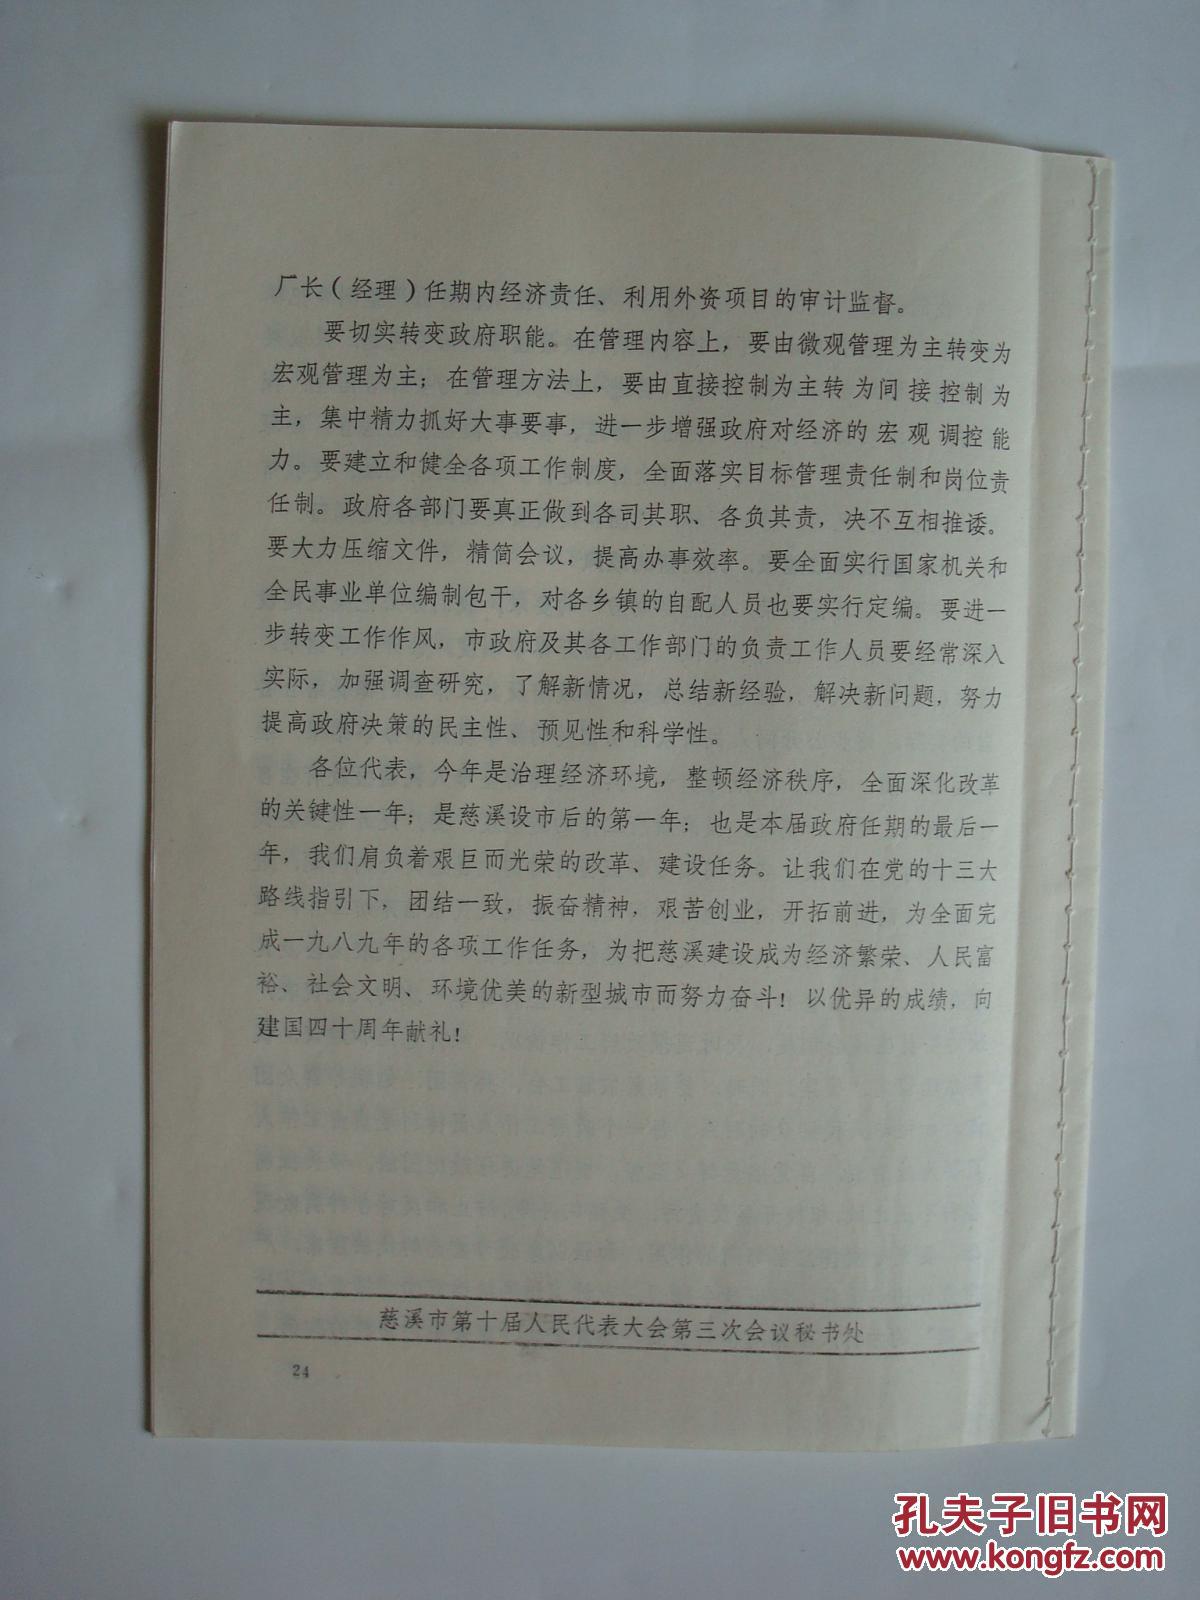 厂长（经理）任期内经济责任、利用外资项目的审计监督。
要切实转变政府职能。在管理内容上，要由微观管理为主转变为
宏观管理为主；在管理方法上，要由直接控制为主转为间接控制为
主，集中精力抓好大事要事，进一步增强政府对经济的宏观调控能
力。要建立和健全各项工作制度，全面落实目标管理责任制和岗位责
任制。政府各部门要真正做到各司其职、各负其责，决不互相推诿。
要大力压缩文件，精简会议，提高办事效率。要全面实行国家机关和
全民事业单位编制包干，对各乡镇的自配人员也要实行定编。要进一
步转变工作作风，市政府及其各工作部门的负责工作人员要经常深入
实际，加强调查研究，了解新情况，总结新经验，解决新问题，努力
提高政府决策的民主性、预见性和科学性。
各位代表，今年是治理经济环境，整顿经济秩序，全面深化改革
的关键性一年；是慈溪设市后的第一年；也是本届政府任期的最后一
年，我们肩负着艰巨而光荣的改革、建设任务。让我们在党的十三大
路线指引下，团结一致，振奋精神，艰苦创业，开拓前进，为全面完
成一九八九年的各项工作任务，为把慈溪建设成为经济繁荣、人民富
裕、社会文明、环境优美的新型城市而努力奋斗！以优异的成绩，向
建国四十周年献礼！
慈溪市第十届人民代表大会第三次会议秘书处
24
孔夫子旧书网
www.kongfz.com